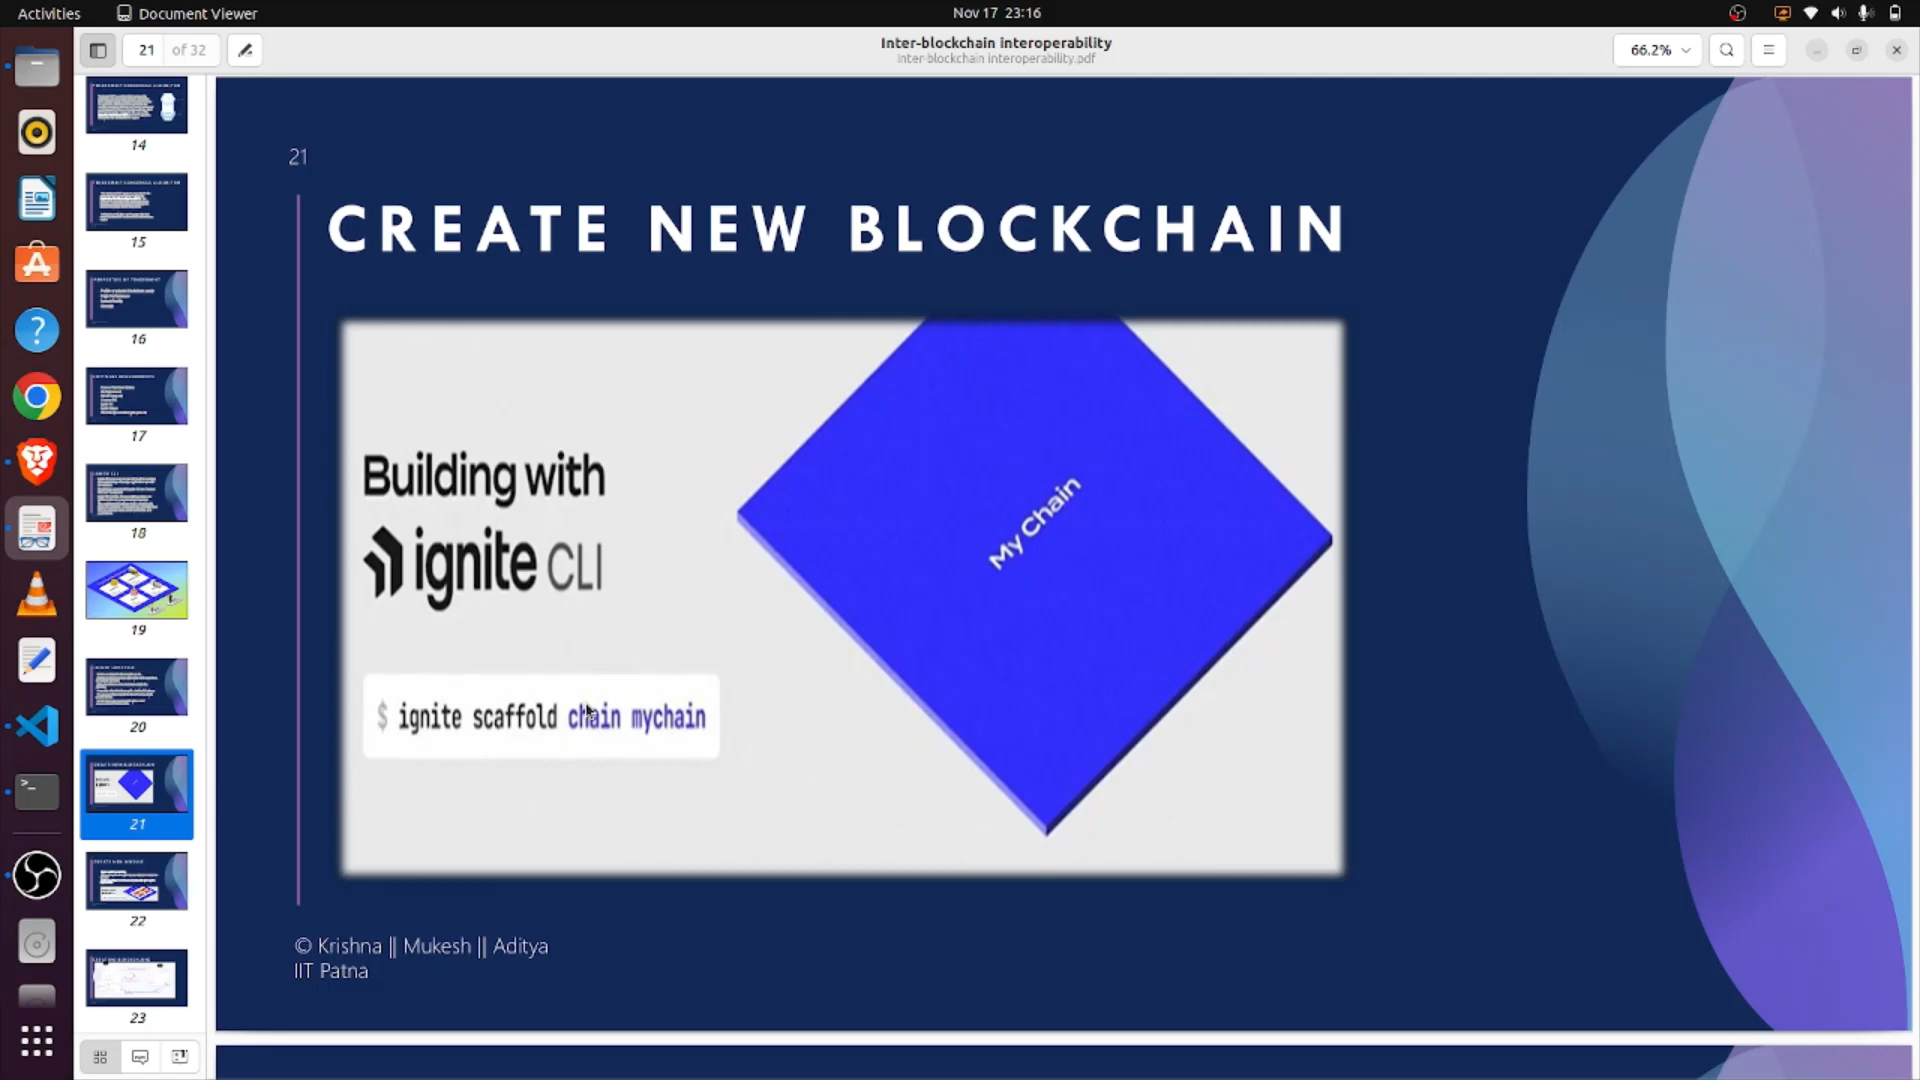 Activities
Document Viewer
Nov 17 23:16
21 of 32
Inter-blockchain interoperability
Inter-blockchain interoperability.pdf
66.2%
14
15
16
17
18
19
20
21
22
23
21
CREATE NEW BLOCKCHAIN
Building with
ignite CLI
$ ignite scaffold chain mychain
My Chain
© Krishna || Mukesh || Aditya
IIT Patna